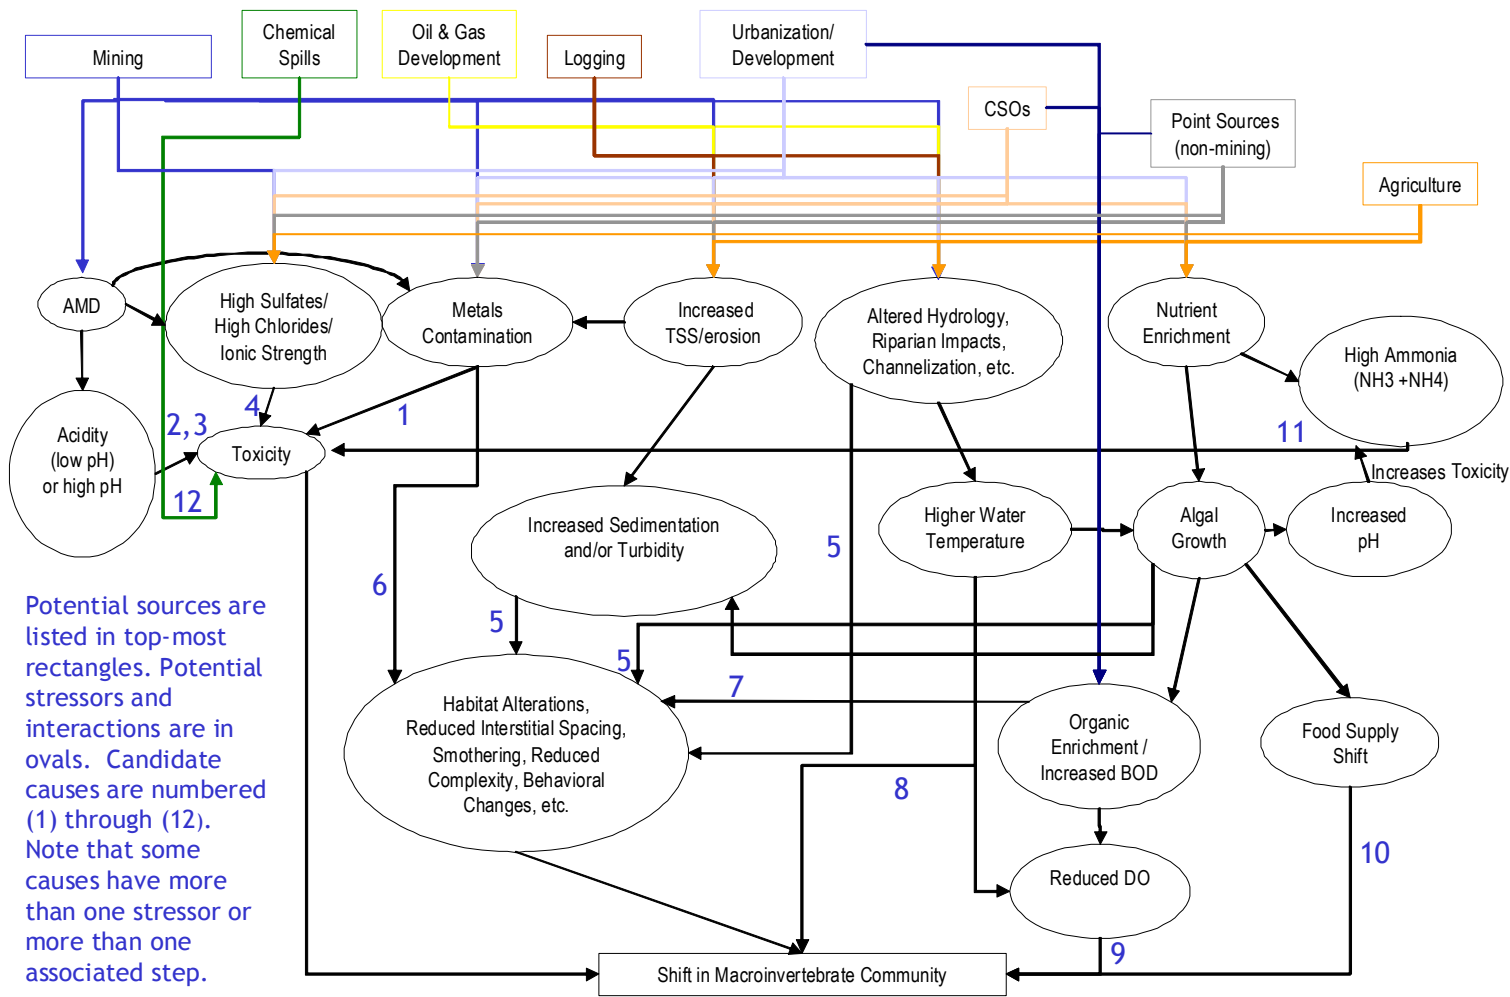 Mining
Chemical
Spills
Oil & Gas
Development
Logging
Urbanization/
Development
CSOs
Point Sources
(non-mining)
Agriculture
AMD
High Sulfates/
High Chlorides/
Ionic Strength
Metals
Contamination
Increased
TSS/erosion
Altered Hydrology,
Riparian Impacts,
Channelization, etc.
Nutrient
Enrichment
High Ammonia
(NH3 +NH4)
Acidity
(low pH)
or high pH
2,3
4
1
Toxicity
12
11
Increases Toxicity
Increased Sedimentation
and/or Turbidity
5
Higher Water
Temperature
Algal
Growth
Increased
pH
6
5
5
7
8
Potential sources are
listed in top-most
rectangles. Potential
stressors and
interactions are in
ovals. Candidate
causes are numbered
(1) through (12).
Note that some
causes have more
than one stressor or
more than one
associated step.
Habitat Alterations,
Reduced Interstitial Spacing,
Smothering, Reduced
Complexity, Behavioral
Changes, etc.
Organic
Enrichment /
Increased BOD
Food Supply
Shift
10
Reduced DO
9
Shift in Macroinvertebrate Community